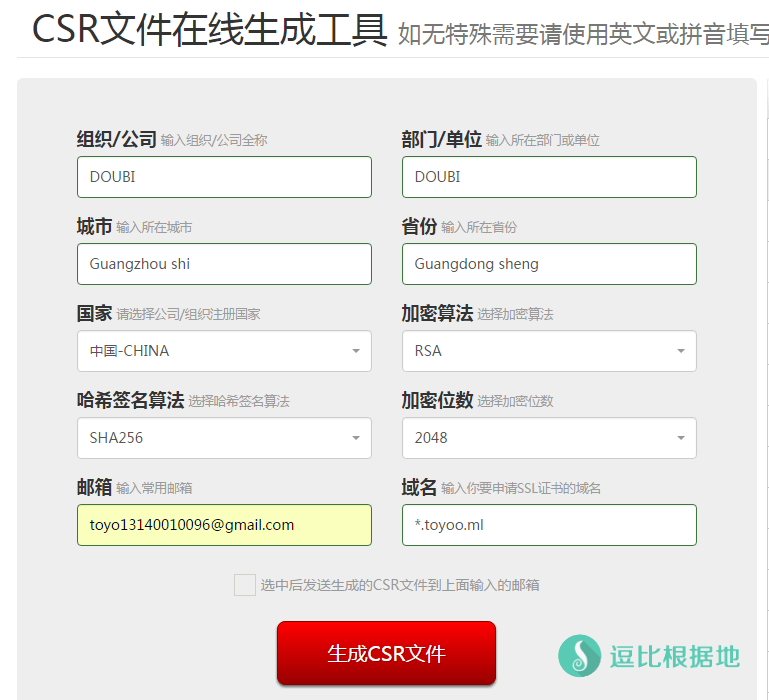 CSR文件在线生成工具 如无特殊需要请使用英文或拼音填写
组织/公司 输入组织/公司全称 部门/单位 输入所在部门或单位
DOUBI DOUBI
城市 输入所在城市 省份 输入所在省份
Guangzhou shi Guangdong sheng
国家 请选择公司/组织注册国家 加密算法 选择加密算法
中国-CHINA RSA
哈希签名算法 选择哈希签名算法 加密位数 选择加密位数
SHA256 2048
邮箱 输入常用邮箱 域名 输入你要申请SSL证书的域名
toyo13140010096@gmail.com *.toyoo.ml
选中后发送生成的CSR文件到上面输入的邮箱
生成CSR文件
逗比根据地